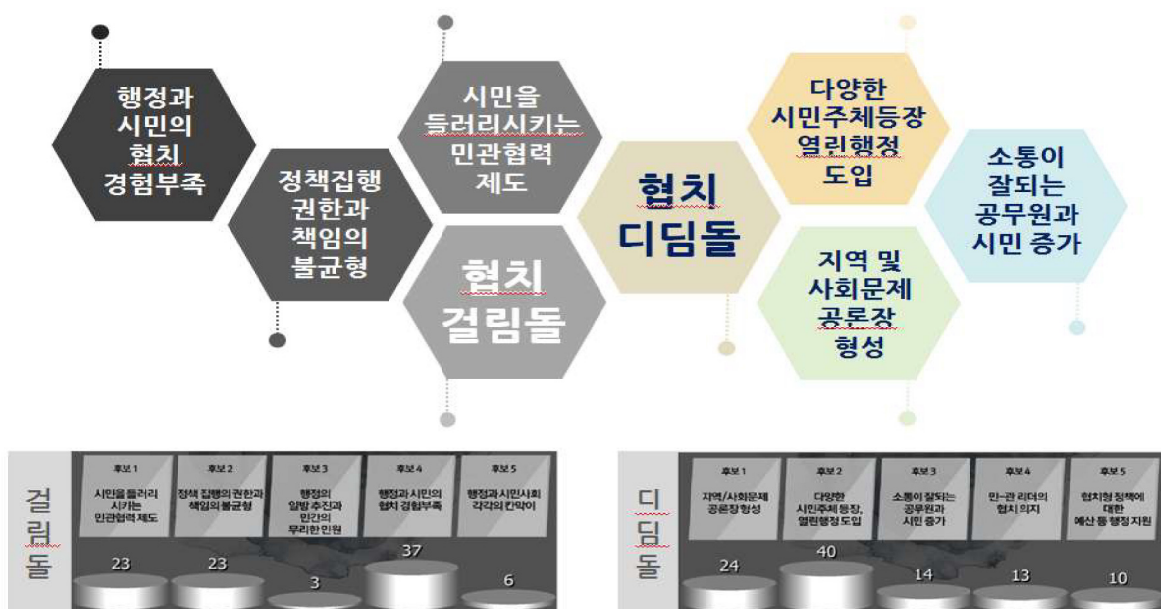 행정과
시민의
협치
경험부족
정책집행
권한과
책임의
불균형
시민을
들러리시키는
민관협력
제도
협치
걸림돌
협치
디딤돌
다양한
시민주체등장
열린행정
도입
지역 및
사회문제
공론장
형성
소통이
잘되는
공무원과
시민 증가
걸림돌
후보 1
시민을 들러리
시키는
민관협력 제도
23
후보 2
정책 집행의 권한과
책임의 불균형
23
후보 3
행정의
일방 추진과
민간의
무리한 민원
3
후보 4
행정과 시민의
협치 경험부족
37
후보 5
행정과 시민사회
각각의 칸막이
6
디딤돌
후보 1
지역/사회문제
공론장 형성
24
후보 2
다양한
시민주체 등장,
열린행정 도입
40
후보 3
소통이 잘되는
공무원과
시민 증가
14
후보 4
민-관 리더의
협치 의지
13
후보 5
협치형 정책에
대한
예산 등 행정 지원
10